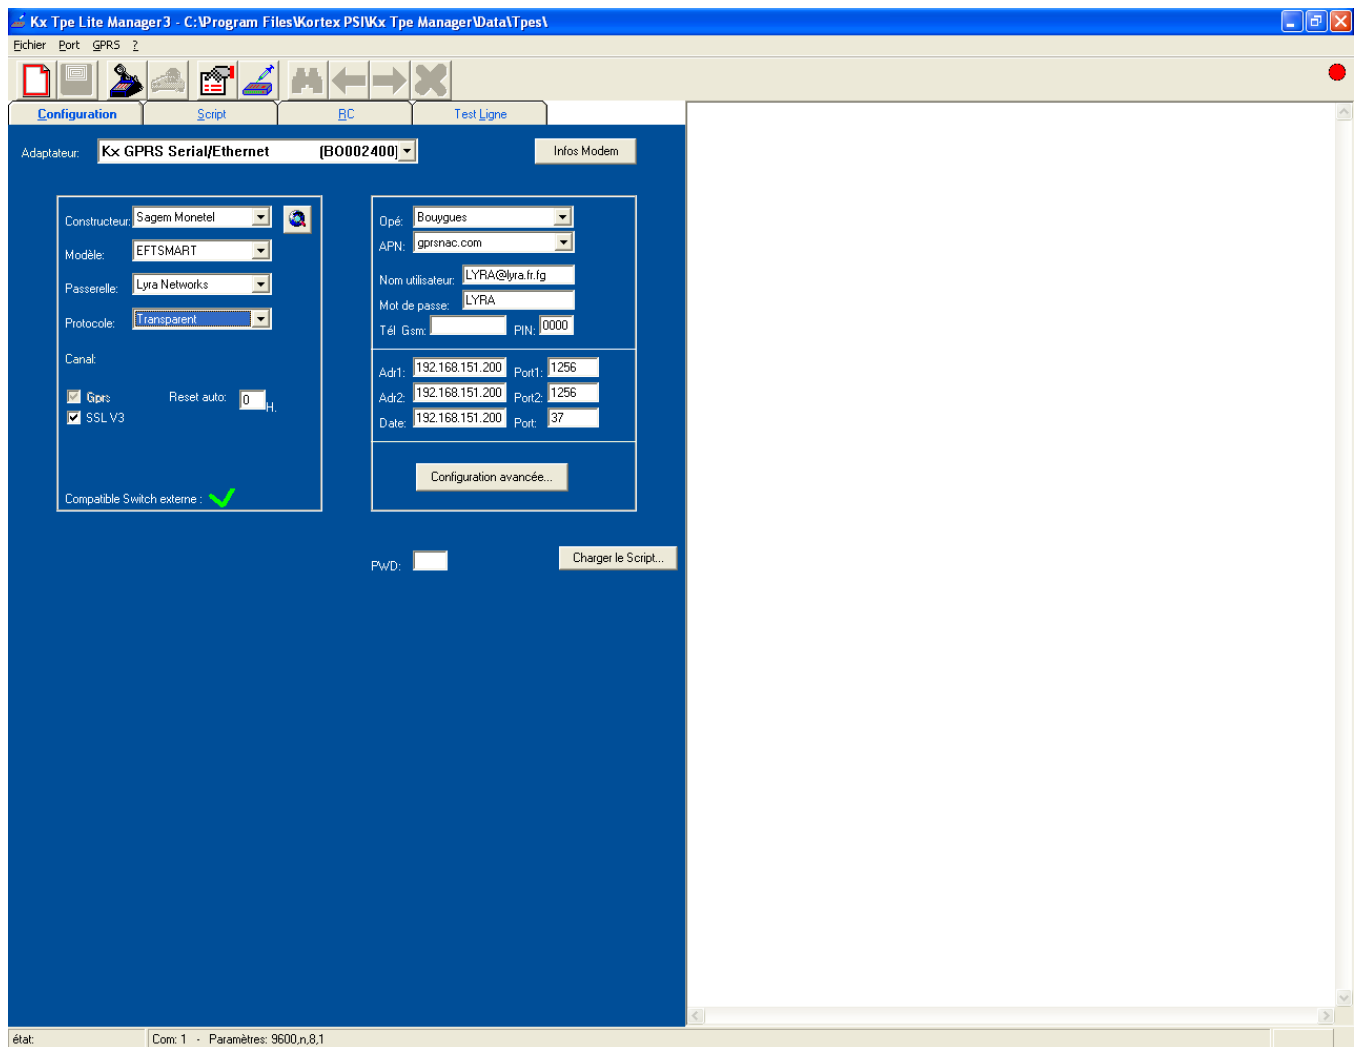 Kx Tpe Lite Manager3 - C:\Program Files\Kortex PSI\Kx Tpe Manager\Data\Tpes\
Fichier Port GPRS ?
Configuration Script RC Test Ligne
Adaptateur: Kx GPRS Serial/Ethernet (BO002400) Infos Modem
Constructeur: Sagem Monetel
Modèle: EFTSMART
Passerelle: Lyra Networks
Protocole: Transparent
Canal:
Gprs Reset auto: 0 H.
SSL V3
Compatible Switch externe :
Opé: Bouygues
APN: gprsnac.com
Nom utilisateur: LYRA@lyra.fr.fg
Mot de passe: LYRA
Tél Gsm: PIN: 0000
Adr1: 192.168.151.200 Port1: 1256
Adr2: 192.168.151.200 Port2: 1256
Date: 192.168.151.200 Port: 37
Configuration avancée...
PWD: Charger le Script...
état: Com: 1 - Paramètres: 9600,n,8,1